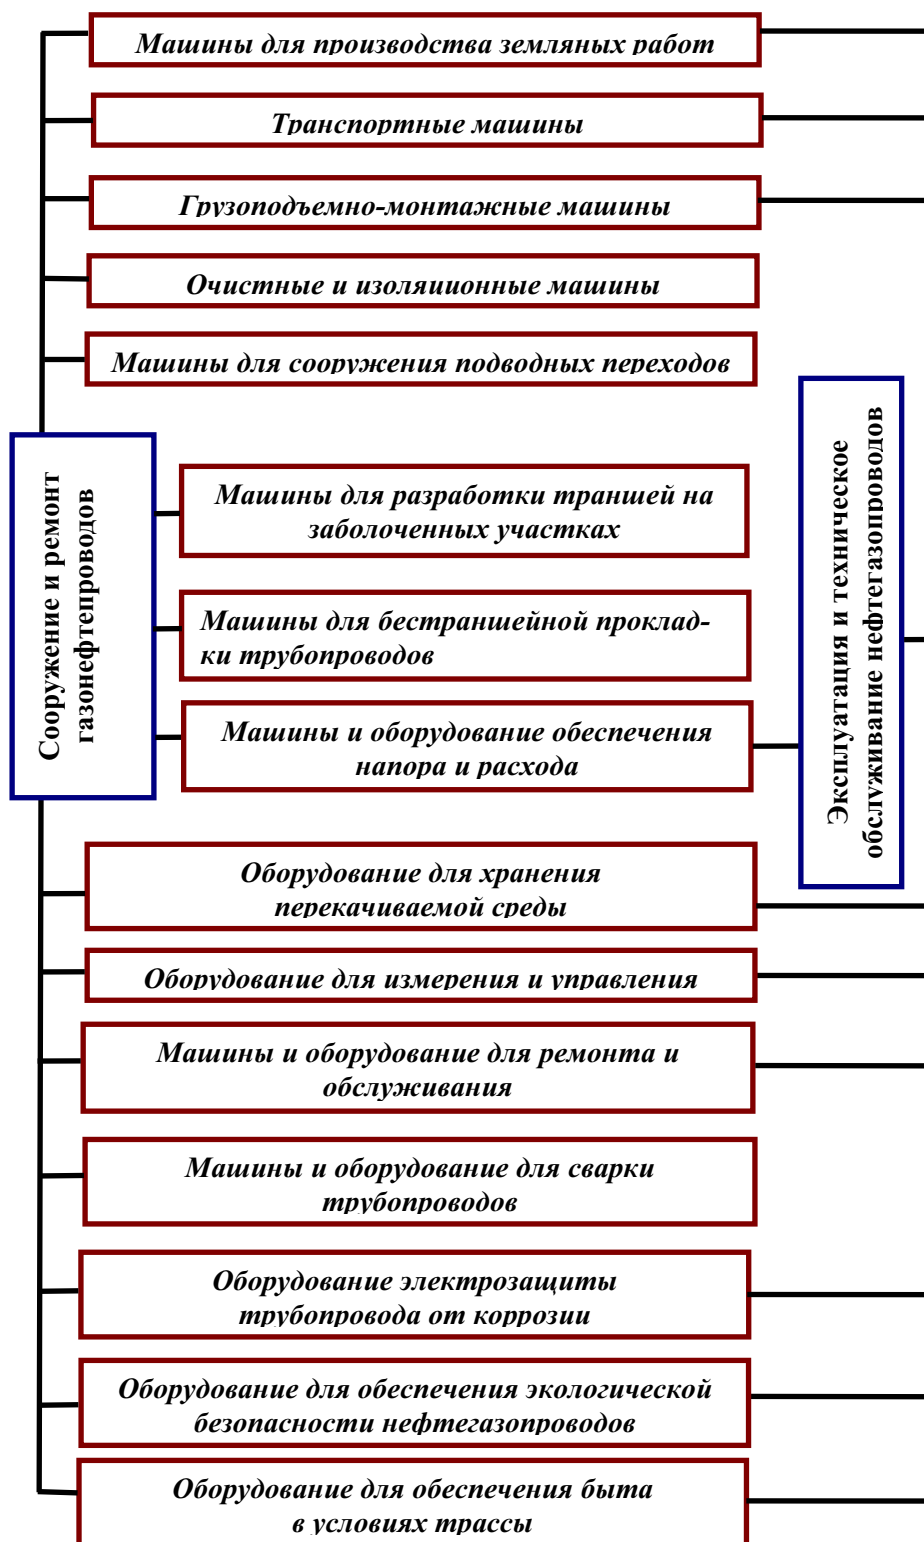 Машины для производства земляных работ
Транспортные машины
Грузоподъемно-монтажные машины
Очистные и изоляционные машины
Машины для сооружения подводных переходов
Сооружение и ремонт
газонефтепроводов
Машины для разработки траншей на
заболоченных участках
Машины для бестраншейной проклад-
ки трубопроводов
Машины и оборудование обеспечения
напора и расхода
Эксплуатация и техническое
обслуживание нефтегазопроводов
Оборудование для хранения
перекачиваемой среды
Оборудование для измерения и управления
Машины и оборудование для ремонта и
обслуживания
Машины и оборудование для сварки
трубопроводов
Оборудование электрозащиты
трубопровода от коррозии
Оборудование для обеспечения экологической
безопасности нефтегазопроводов
Оборудование для обеспечения быта
в условиях трассы